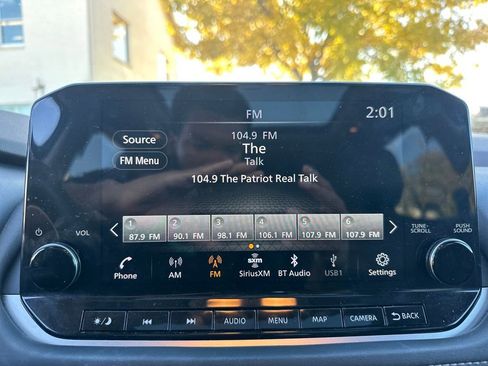 FM
2:01
Source
104.9 FM
The
FM Menu
Talk
104.9 The Patriot Real Talk
VOL
TUNE-
SCROLL
PUSH
SOUND
1 2 3 4 5 6
87.9 FM 90.1 FM 98.1 FM 106.1 FM 107.9 FM 107.9 FM
sxm
Phone AM FM SiriusXM BT Audio USB1 Settings
AUDIO MENU MAP CAMERA BACK